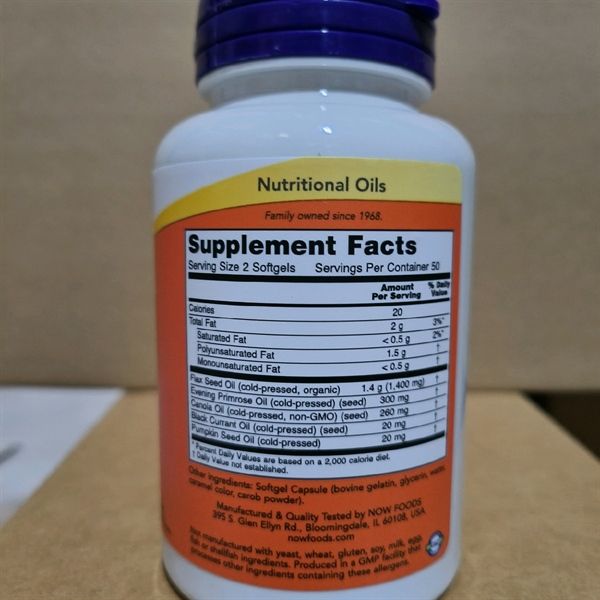 Nutritional Oils
Family owned since 1968.
Supplement Facts
Serving Size 2 Softgels Servings Per Container 50
Amount Per Serving % Daily Value
Calories 20
Total Fat 2 g 3%*
Saturated Fat < 0.5 g 2%*
Polyunsaturated Fat 1.5 g †
Monounsaturated Fat < 0.5 g †
Flax Seed Oil (cold-pressed, organic) 1.4 g (1,400 mg) †
Evening Primrose Oil (cold-pressed) (seed) 300 mg †
Canola Oil (cold-pressed, non-GMO) (seed) 260 mg †
Black Currant Oil (cold-pressed) (seed) 20 mg †
Pumpkin Seed Oil (cold-pressed) 20 mg †
* Percent Daily Values are based on a 2,000 calorie diet.
† Daily Value not established.
Other ingredients: Softgel Capsule (bovine gelatin, glycerin, water,
caramel color, carob powder).
Manufactured & Quality Tested by NOW FOODS
395 S. Glen Ellyn Rd., Bloomingdale, IL 60108, USA
nowfoods.com
Not manufactured with yeast, wheat, gluten, soy, milk, egg,
fish or shellfish ingredients. Produced in a GMP facility that
processes other ingredients containing these allergens.